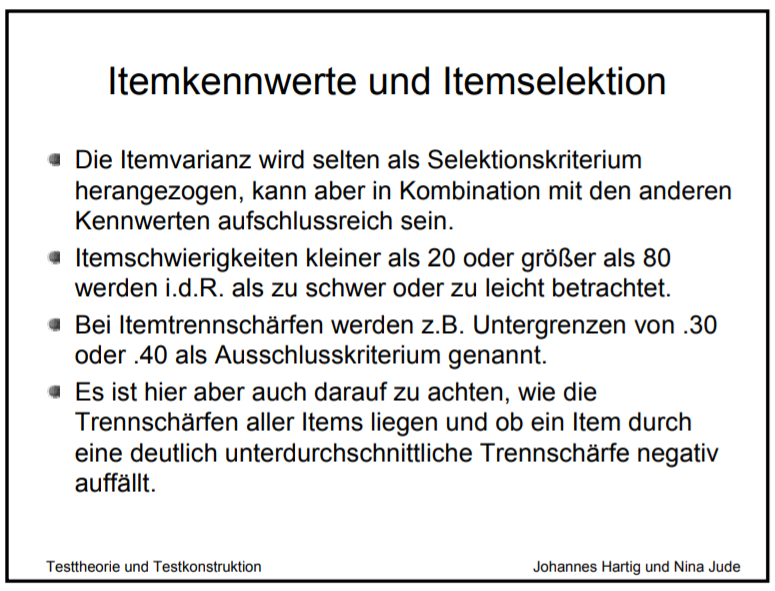 Itemkennwerte und Itemselektion
Die Itemvarianz wird selten als Selektionskriterium
herangezogen, kann aber in Kombination mit den anderen
Kennwerten aufschlussreich sein.
Itemschwierigkeiten kleiner als 20 oder größer als 80
werden i.d.R. als zu schwer oder zu leicht betrachtet.
Bei Itemtrennschärfen werden z.B. Untergrenzen von .30
oder .40 als Ausschlusskriterium genannt.
Es ist hier aber auch darauf zu achten, wie die
Trennschärfen aller Items liegen und ob ein Item durch
eine deutlich unterdurchschnittliche Trennschärfe negativ
auffällt.
Testtheorie und Testkonstruktion
Johannes Hartig und Nina Jude